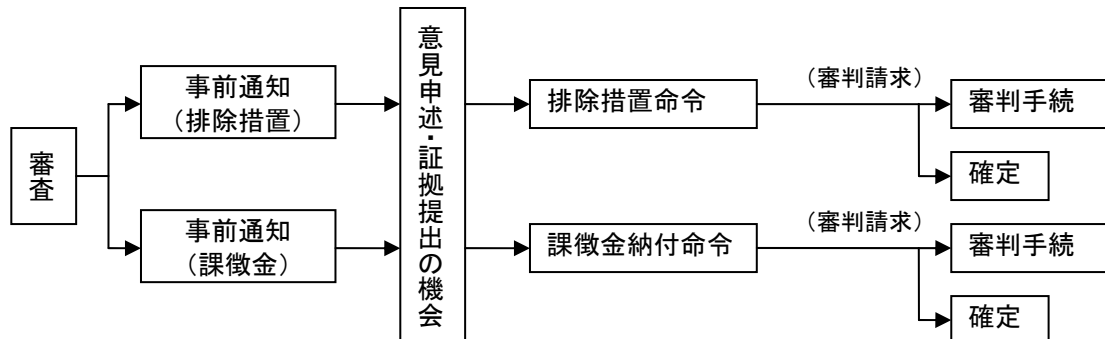 審査
事前通知
（排除措置）
事前通知
（課徴金）
意見申述・証拠提出の機会
排除措置命令
（審判請求）
審判手続
確定
課徴金納付命令
（審判請求）
審判手続
確定